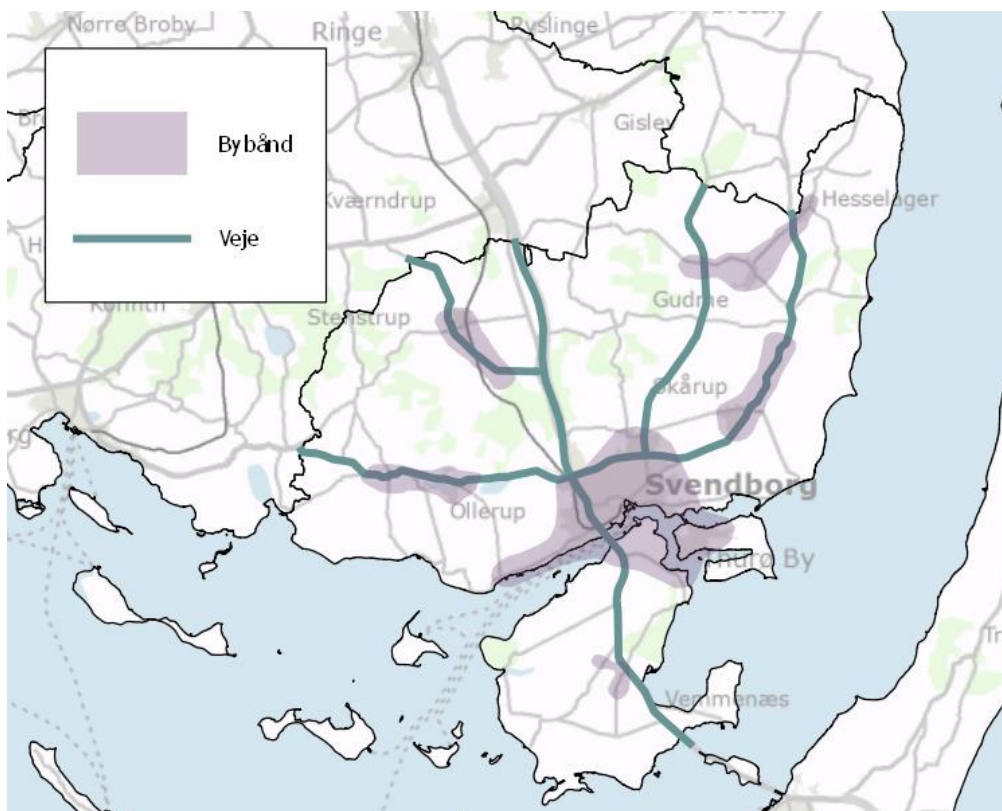 Nørre Broby
Ringe
Ryslinge
Gislev
Bybånd
Hesselager
Kværndrup
Veje
Gudme
Stenstrup
Skårup
Svendborg
Ollerup
Thurø By
Vemmenæs